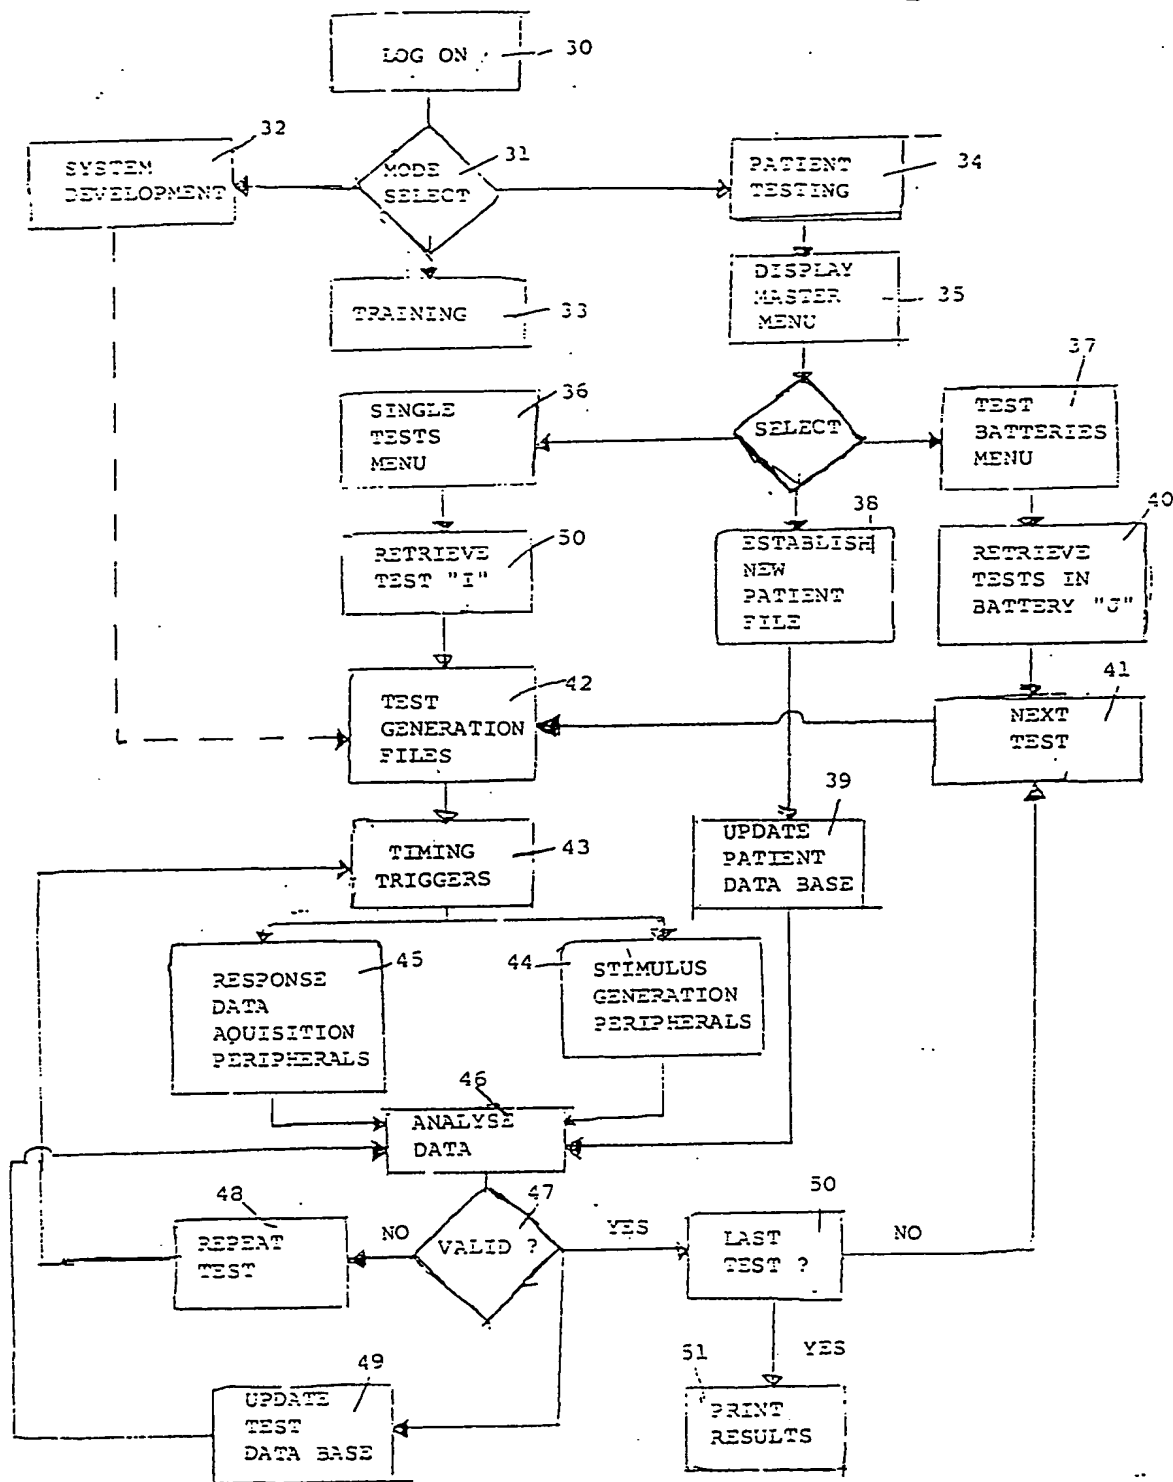 LOG ON
30
32
SYSTEM
DEVELOPMENT
MODE
SELECT
31
PATIENT
TESTING
34
TRAINING
33
DISPLAY
MASTER
MENU
35
36
SINGLE
TESTS
MENU
SELECT
37
TEST
BATTERIES
MENU
50
RETRIEVE
TEST "I"
38
ESTABLISH
NEW
PATIENT
FILE
40
RETRIEVE
TESTS IN
BATTERY "J"
42
TEST
GENERATION
FILES
41
NEXT
TEST
39
UPDATE
PATIENT
DATA BASE
TIMING
TRIGGERS
43
45
RESPONSE
DATA
AQUISITION
PERIPHERALS
44
STIMULUS
GENERATION
PERIPHERALS
46
ANALYSE
DATA
48
REPEAT
TEST
NO
47
VALID ?
YES
50
LAST
TEST ?
NO
YES
49
UPDATE
TEST
DATA BASE
51
PRINT
RESULTS